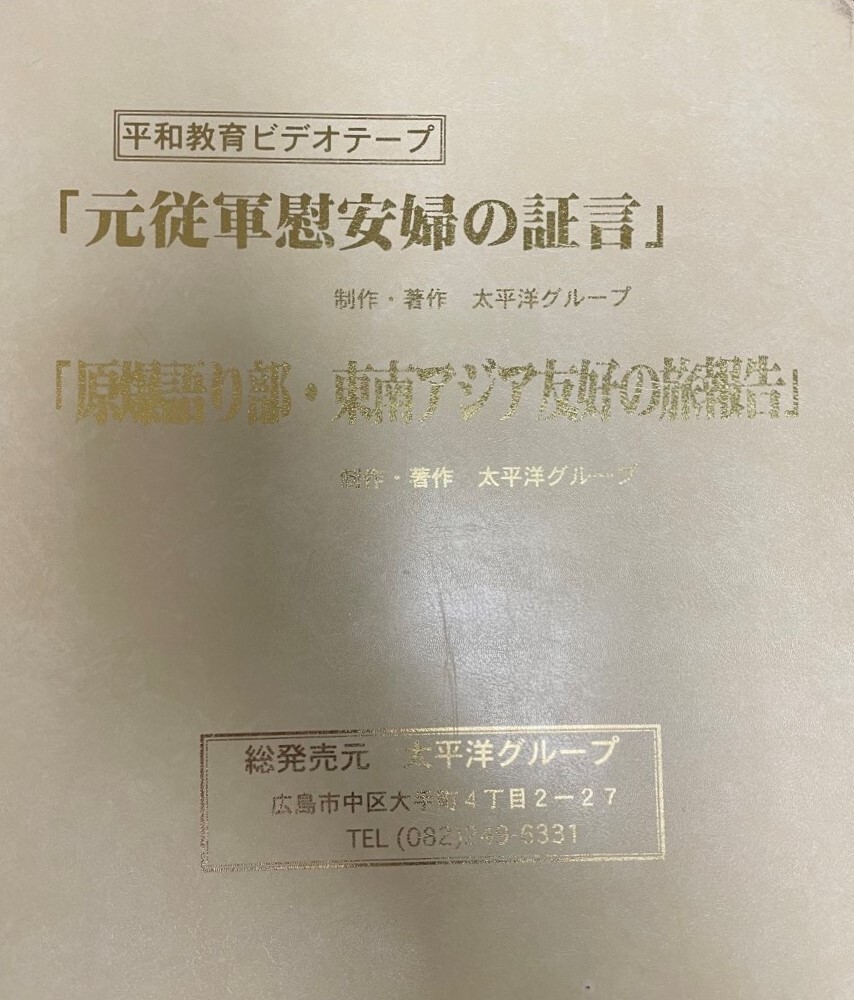 平和教育ビデオテープ
「元従軍慰安婦の証言」
制作・著作　太平洋グループ
「原爆語り部・東南アジア友好の旅報告」
制作・著作　太平洋グループ
総発売元　太平洋グループ
広島市中区大手町4丁目2－27
TEL (082)